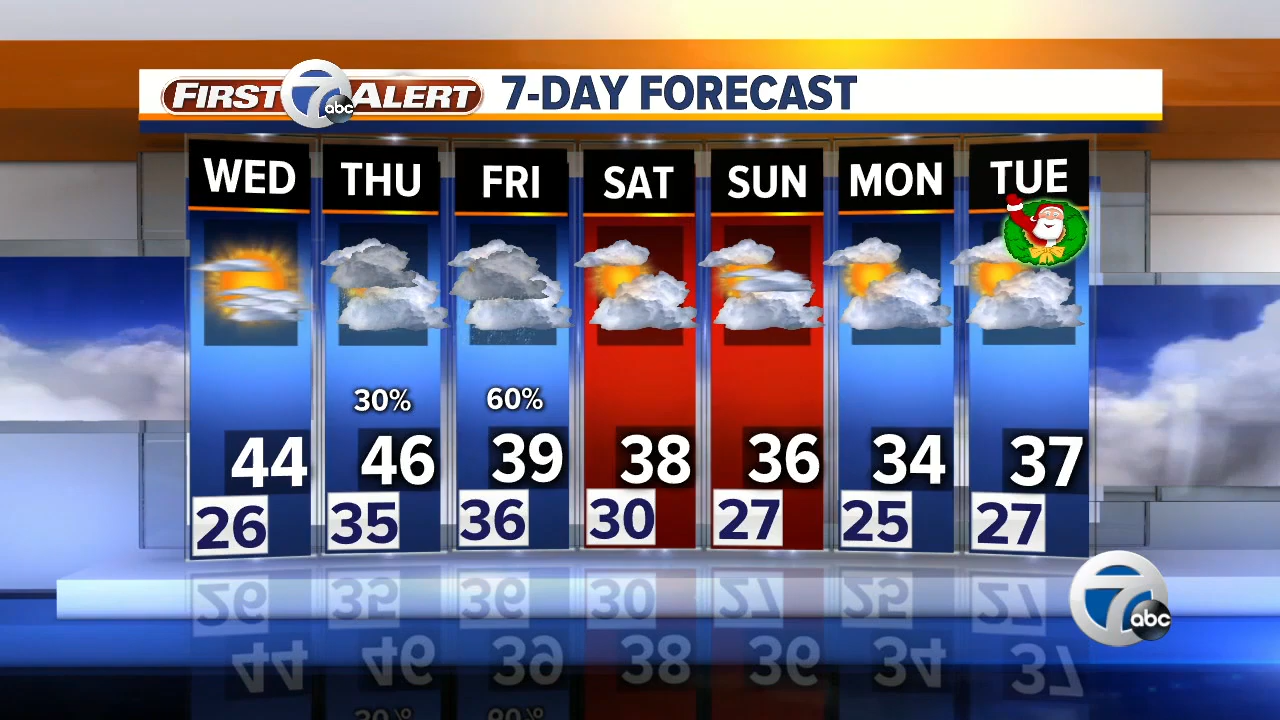 FIRST 7 abc ALERT 7-DAY FORECAST
WED THU FRI SAT SUN MON TUE
30% 60%
44 46 39 38 36 34 37
26 35 36 30 27 25 27
7 abc